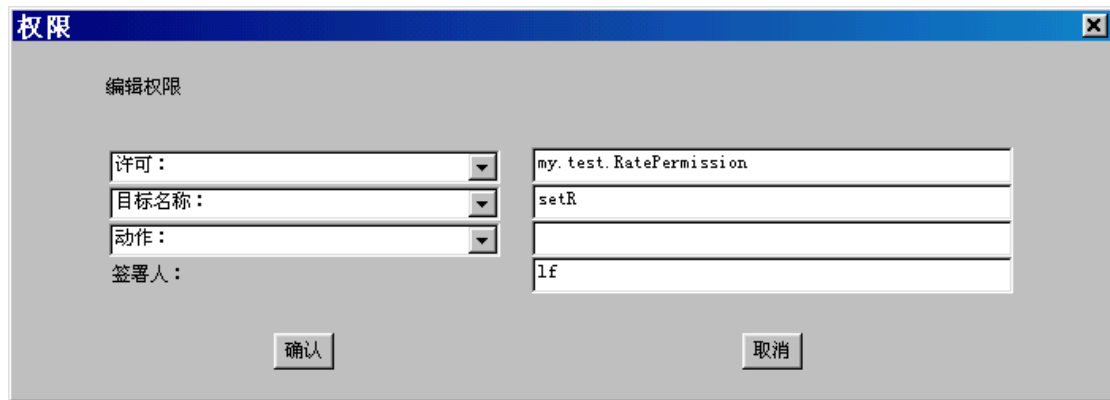 权限
编辑权限
许可： my.test.RatePermission
目标名称： setR
动作：
签署人： lf
确认 取消